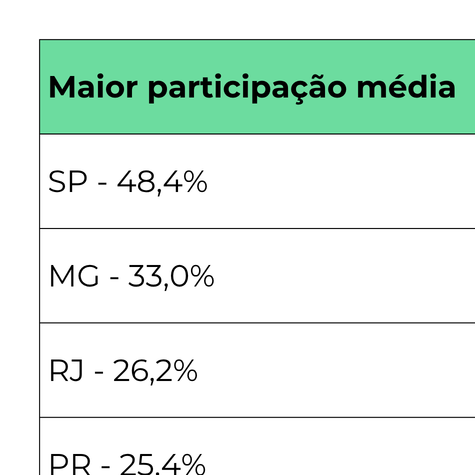 Maior participação média
SP - 48,4%
MG - 33,0%
RJ - 26,2%
PR - 25,4%